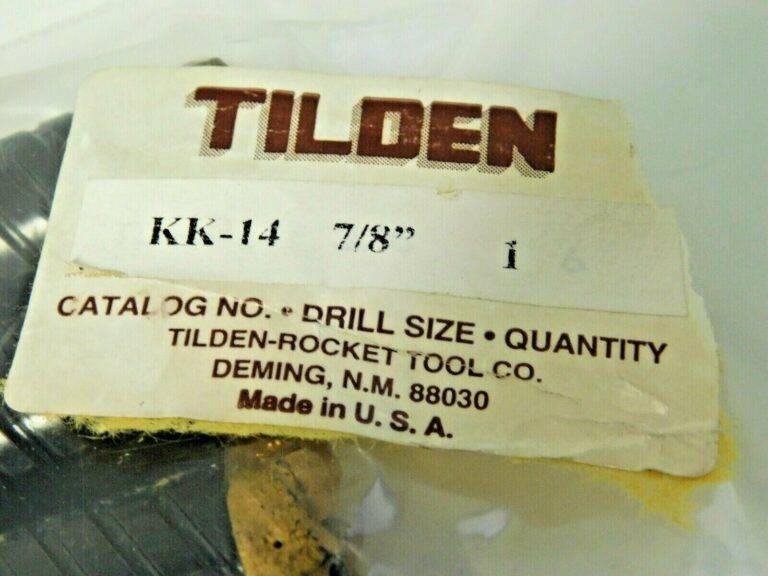 TILDEN
KK-14 7/8” 1 6
CATALOG NO. • DRILL SIZE • QUANTITY
TILDEN-ROCKET TOOL CO.
DEMING, N.M. 88030
Made in U. S. A.